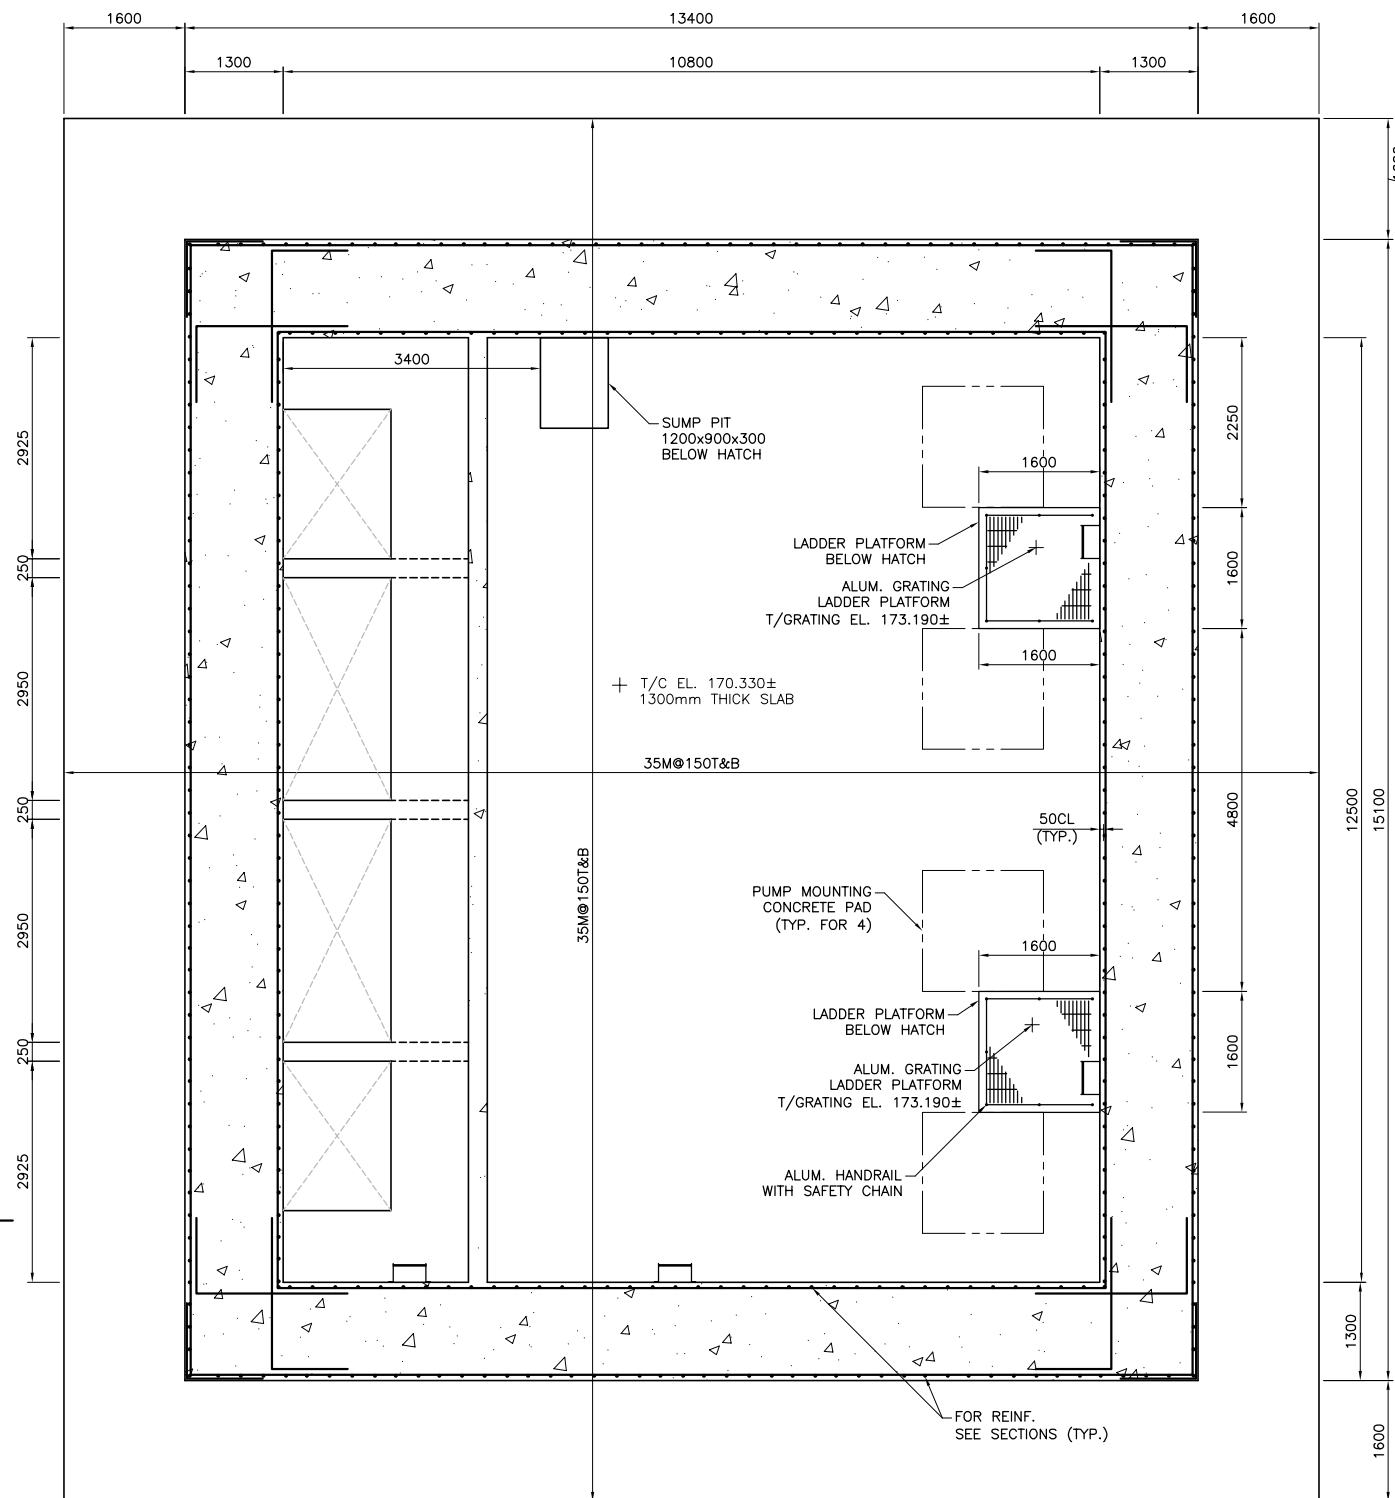 1600
13400
1600
1300
10800
1300
3400
SUMP PIT
1200x900x300
BELOW HATCH
2925
2250
1600
LADDER PLATFORM
BELOW HATCH
ALUM. GRATING
LADDER PLATFORM
T/GRATING EL. 173.190±
250
1600
1600
T/C EL. 170.330±
1300mm THICK SLAB
2950
35M@150T&B
250
50CL
(TYP.)
4800
12500
15100
35M@150T&B
PUMP MOUNTING
CONCRETE PAD
(TYP. FOR 4)
2950
1600
LADDER PLATFORM
BELOW HATCH
250
1600
ALUM. GRATING
LADDER PLATFORM
T/GRATING EL. 173.190±
ALUM. HANDRAIL
WITH SAFETY CHAIN
2925
1300
FOR REINF.
SEE SECTIONS (TYP.)
1600